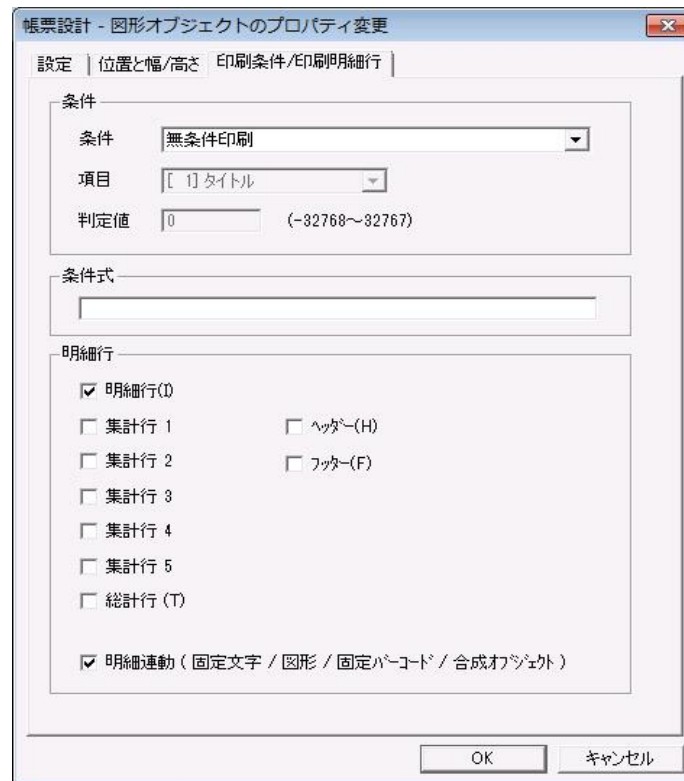 帳票設計 - 図形オブジェクトのプロパティ変更
設定 位置と幅/高さ 印刷条件/印刷明細行
条件
条件 無条件印刷
項目 [ 1] タイトル
判定値 0 (-32768～32767)
条件式
明細行
明細行(I)
集計行 1 ヘッダー(H)
集計行 2 フッター(F)
集計行 3
集計行 4
集計行 5
総計行 (T)
明細連動 ( 固定文字 / 図形 / 固定バーコード / 合成オブジェクト )
OK キャンセル